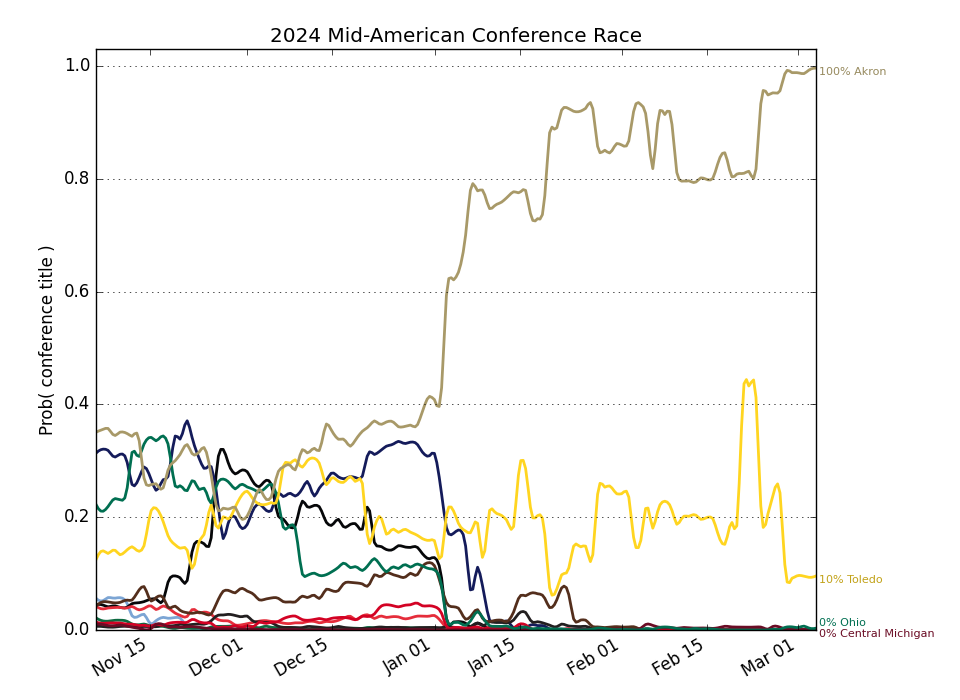 2024 Mid-American Conference Race
Prob( conference title )
1.0
0.8
0.6
0.4
0.2
0.0
Nov 15
Dec 01
Dec 15
Jan 01
Jan 15
Feb 01
Feb 15
Mar 01
100% Akron
10% Toledo
0% Ohio
0% Central Michigan